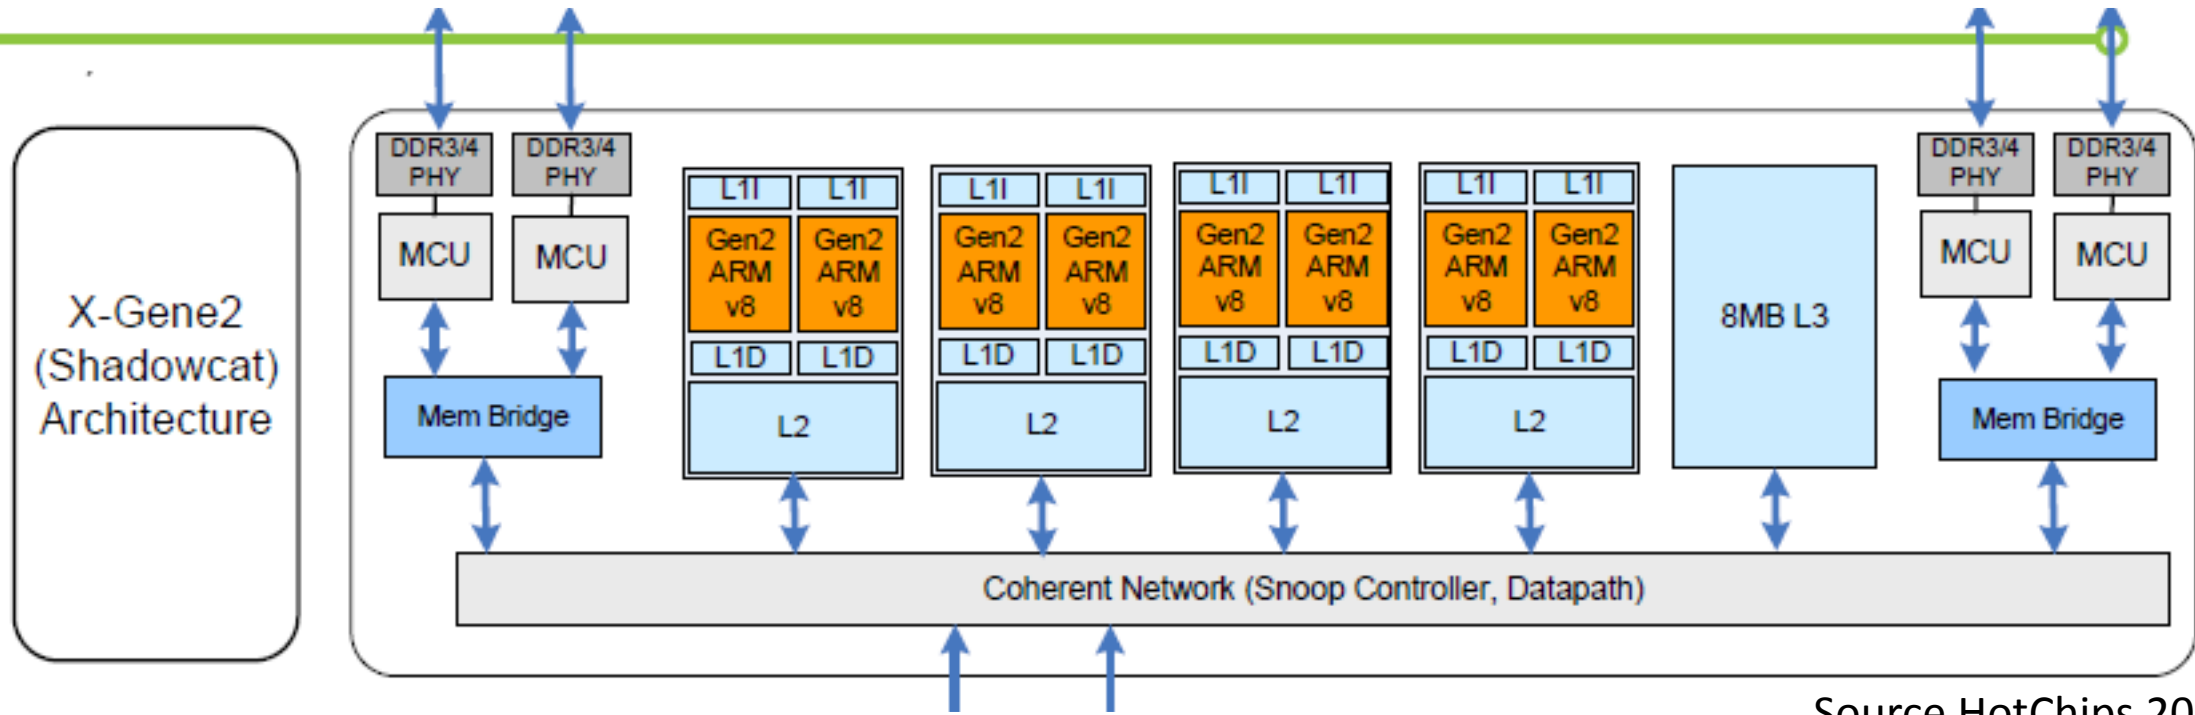 X-Gene2
(Shadowcat)
Architecture
DDR3/4
PHY
DDR3/4
PHY
MCU
MCU
Mem Bridge
L1I
L1I
Gen2
ARM
v8
Gen2
ARM
v8
L1D
L1D
L2
L1I
L1I
Gen2
ARM
v8
Gen2
ARM
v8
L1D
L1D
L2
L1I
L1I
Gen2
ARM
v8
Gen2
ARM
v8
L1D
L1D
L2
L1I
L1I
Gen2
ARM
v8
Gen2
ARM
v8
L1D
L1D
L2
8MB L3
DDR3/4
PHY
DDR3/4
PHY
MCU
MCU
Mem Bridge
Coherent Network (Snoop Controller, Datapath)
Source HotChips 20